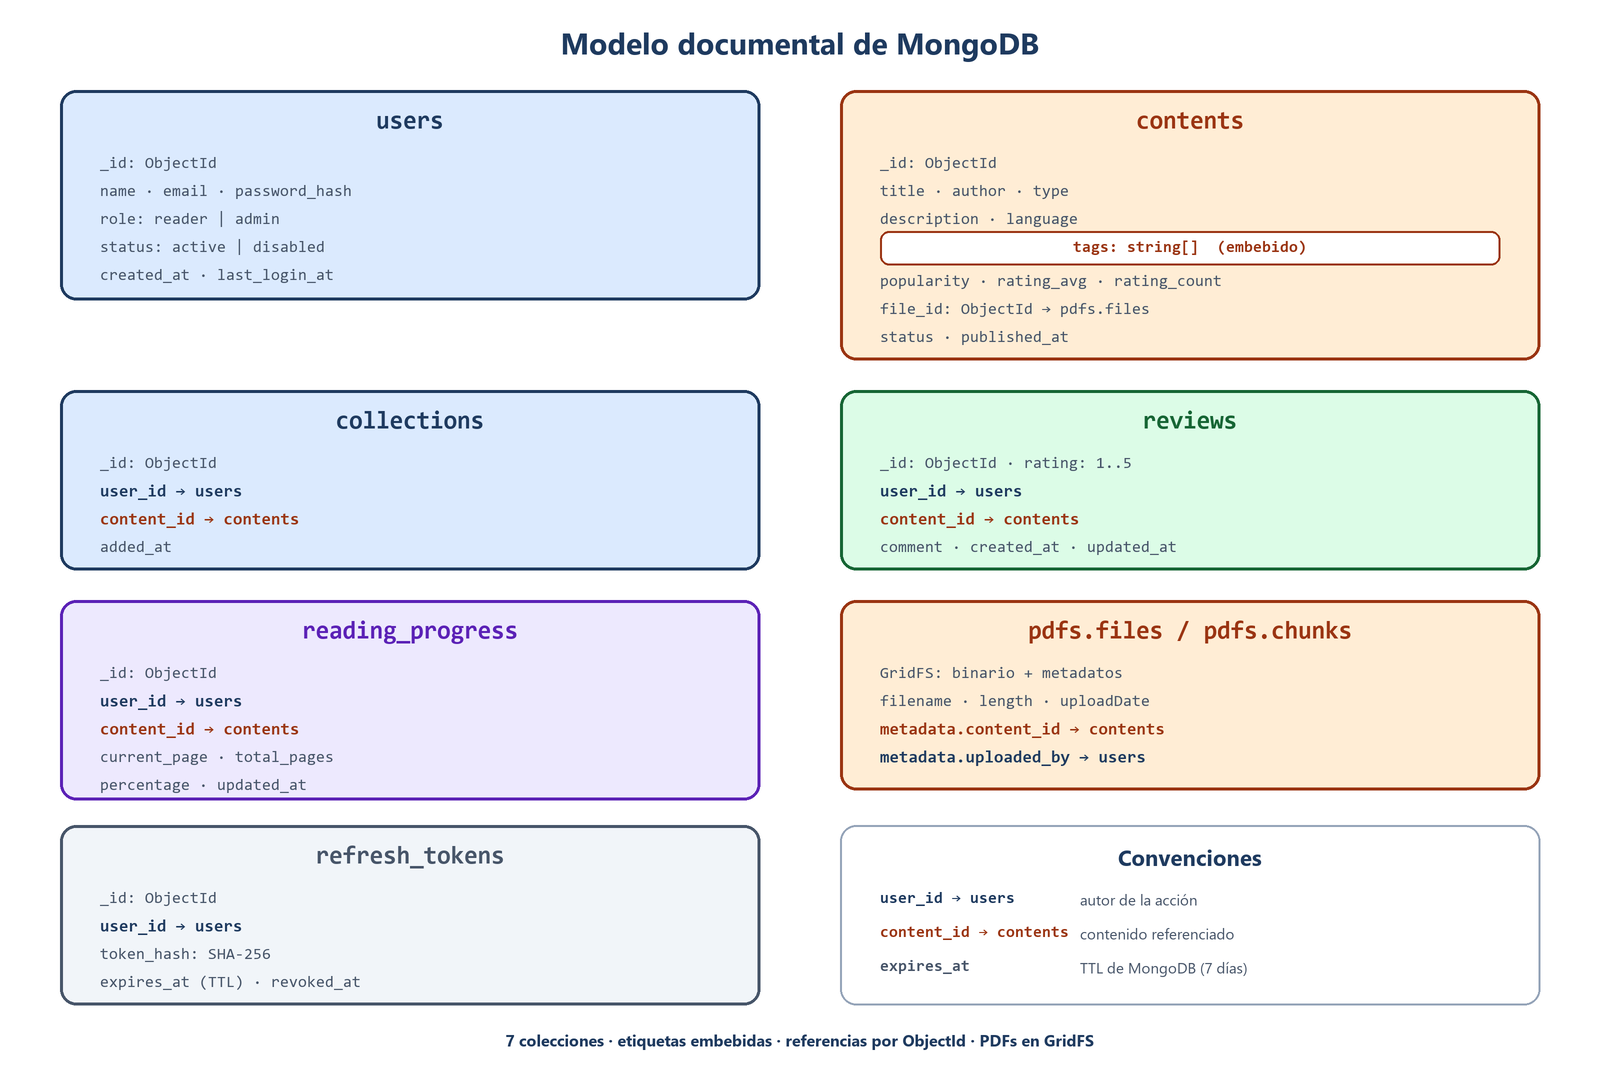 Modelo documental de MongoDB
users
_id: ObjectId
name · email · password_hash
role: reader | admin
status: active | disabled
created_at · last_login_at
contents
_id: ObjectId
title · author · type
description · language
tags: string[] (embebido)
popularity · rating_avg · rating_count
file_id: ObjectId → pdfs.files
status · published_at
collections
_id: ObjectId
user_id → users
content_id → contents
added_at
reviews
_id: ObjectId · rating: 1..5
user_id → users
content_id → contents
comment · created_at · updated_at
reading_progress
_id: ObjectId
user_id → users
content_id → contents
current_page · total_pages
percentage · updated_at
pdfs.files / pdfs.chunks
GridFS: binario + metadatos
filename · length · uploadDate
metadata.content_id → contents
metadata.uploaded_by → users
refresh_tokens
_id: ObjectId
user_id → users
token_hash: SHA-256
expires_at (TTL) · revoked_at
Convenciones
user_id → users autor de la acción
content_id → contents contenido referenciado
expires_at TTL de MongoDB (7 días)
7 colecciones · etiquetas embebidas · referencias por ObjectId · PDFs en GridFS